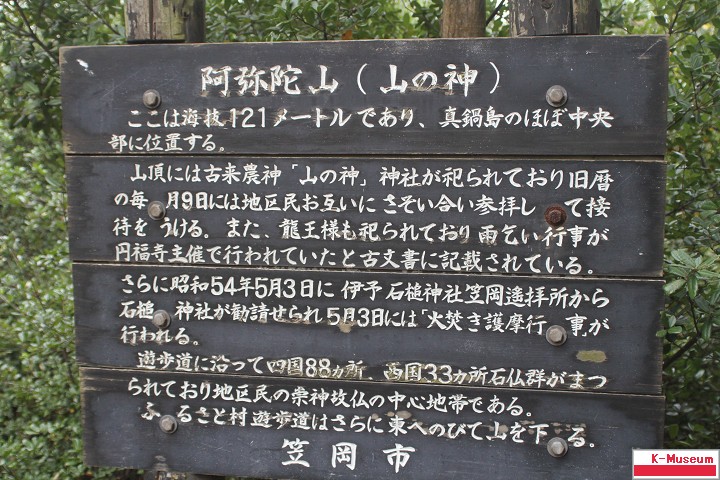 阿弥陀山（山の神）
ここは海抜121メートルであり、真鍋島のほぼ中央
部に位置する。
山頂には古来農神「山の神」神社が祀られており旧暦
の毎 月9日には地区民お互いに さそい合い参拝し て接
待を うける。また、龍王様も祀られており雨乞い行事が
円福寺主催で行われていたと古文書に記載されている。
さらに昭和54年5月3日に 伊予石槌神社笠岡遙拝所から
石槌 神社が勧請せられ 5月3日には「火焚き護摩行 事」が
行われる。
遊歩道に沿って四国88ヵ所、西国33ヵ所石仏群がまつ
られており地区民の崇神敬仏の中心地帯である。
ふ るさと村遊歩道はさらに東へのびて山を下 る。
笠岡市
K-Museum